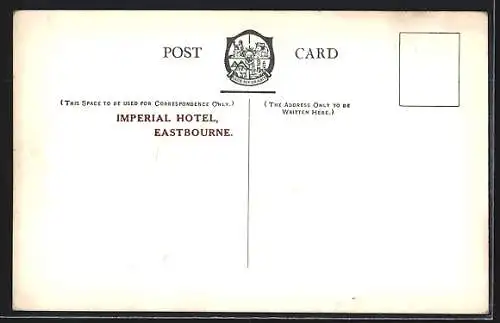 POST CARD
(THIS SPACE TO BE USED FOR CORRESPONDENCE ONLY.)
IMPERIAL HOTEL,
EASTBOURNE.
(THE ADDRESS ONLY TO BE
WRITTEN HERE.)